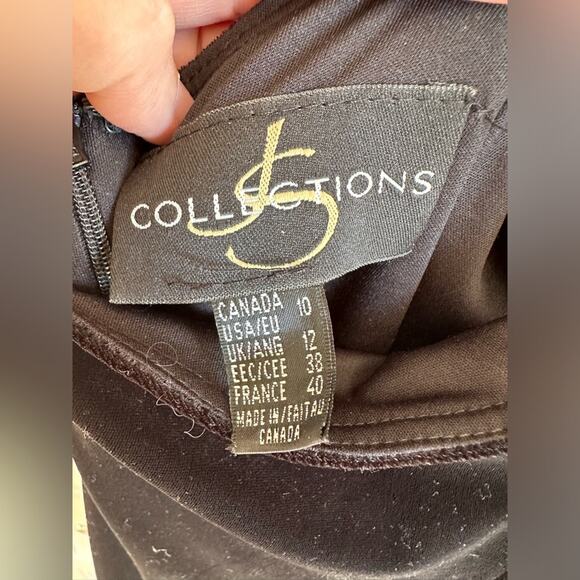 JS
COLLECTIONS
CANADA 10
USA/EU
UK/ANG 12
EEC/CEE 38
FRANCE 40
MADE IN/FAIT AU
CANADA